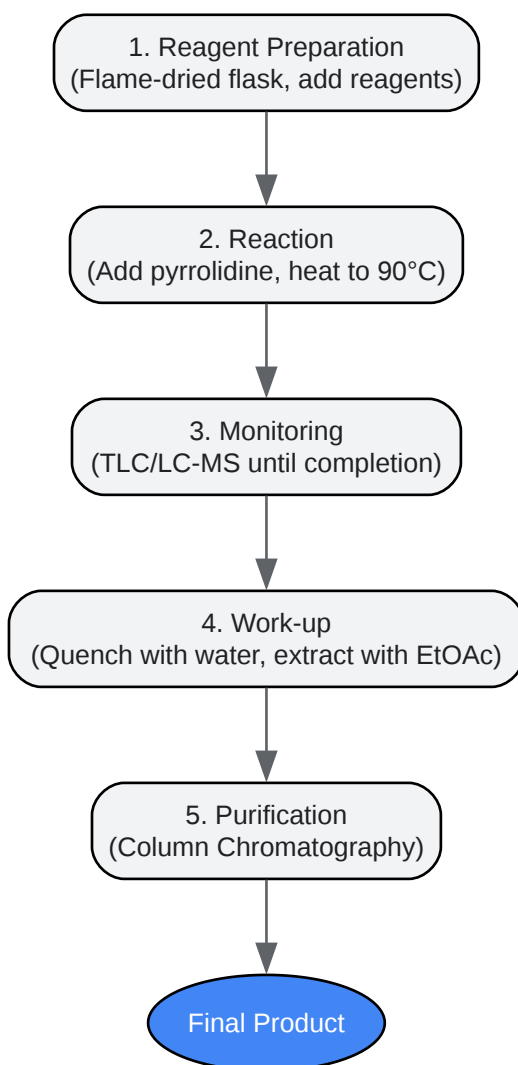 1. Reagent Preparation
(Flame-dried flask, add reagents)
2. Reaction
(Add pyrrolidine, heat to 90°C)
3. Monitoring
(TLC/LC-MS until completion)
4. Work-up
(Quench with water, extract with EtOAc)
5. Purification
(Column Chromatography)
Final Product